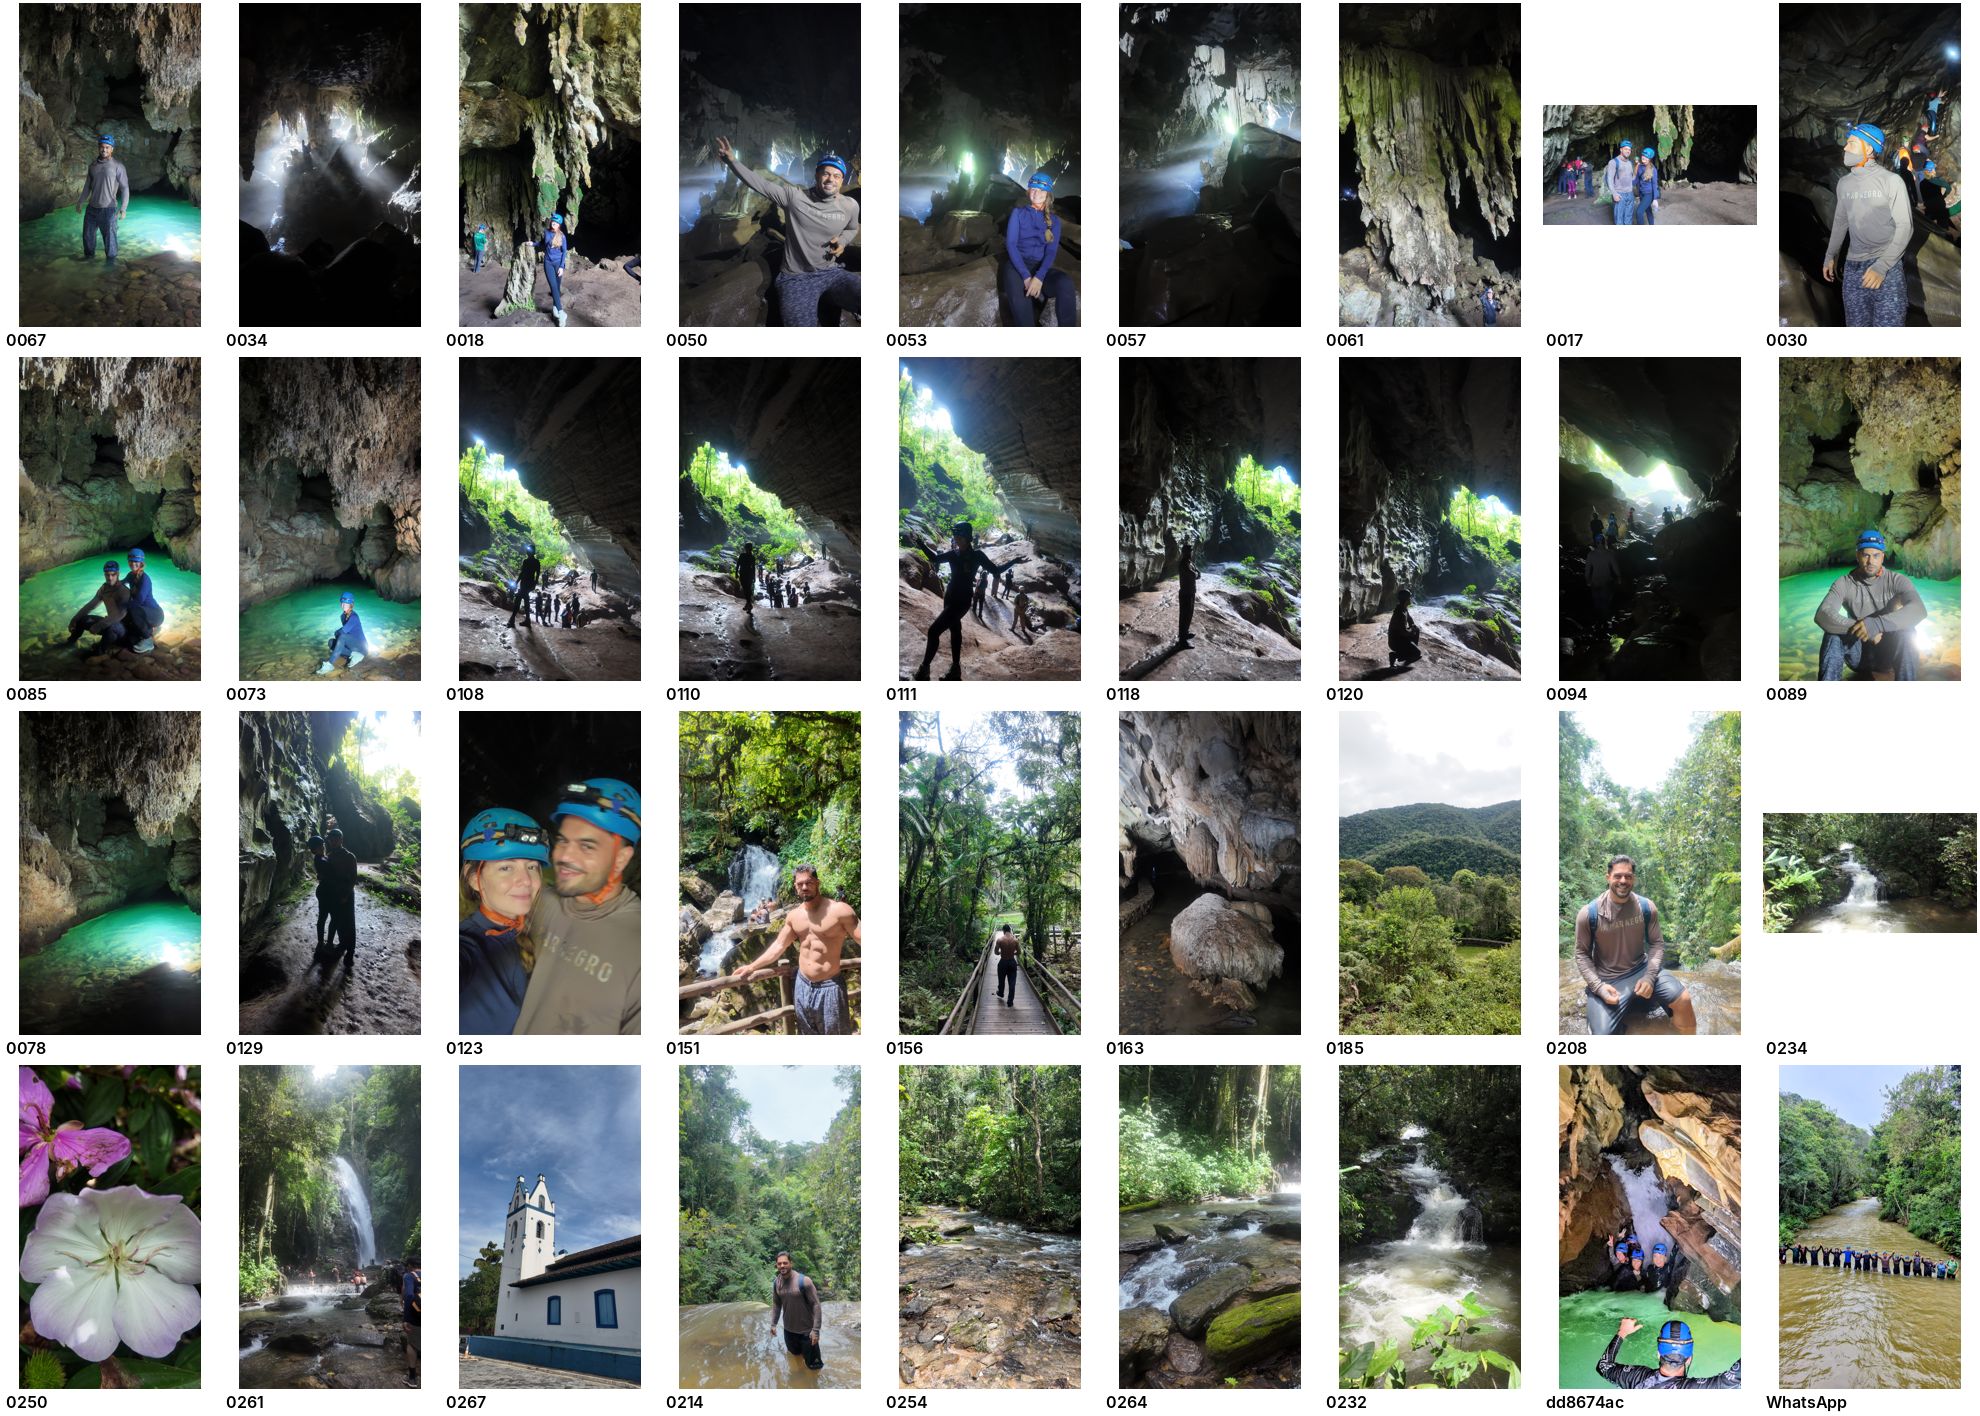 0067 0034 0018 0050 0053 0057 0061 0017 0030
0085 0073 0108 0110 0111 0118 0120 0094 0089
NEGRO
0078 0129 0123 0151 0156 0163 0185 0208 0234
0250 0261 0267 0214 0254 0264 0232 dd8674ac WhatsApp